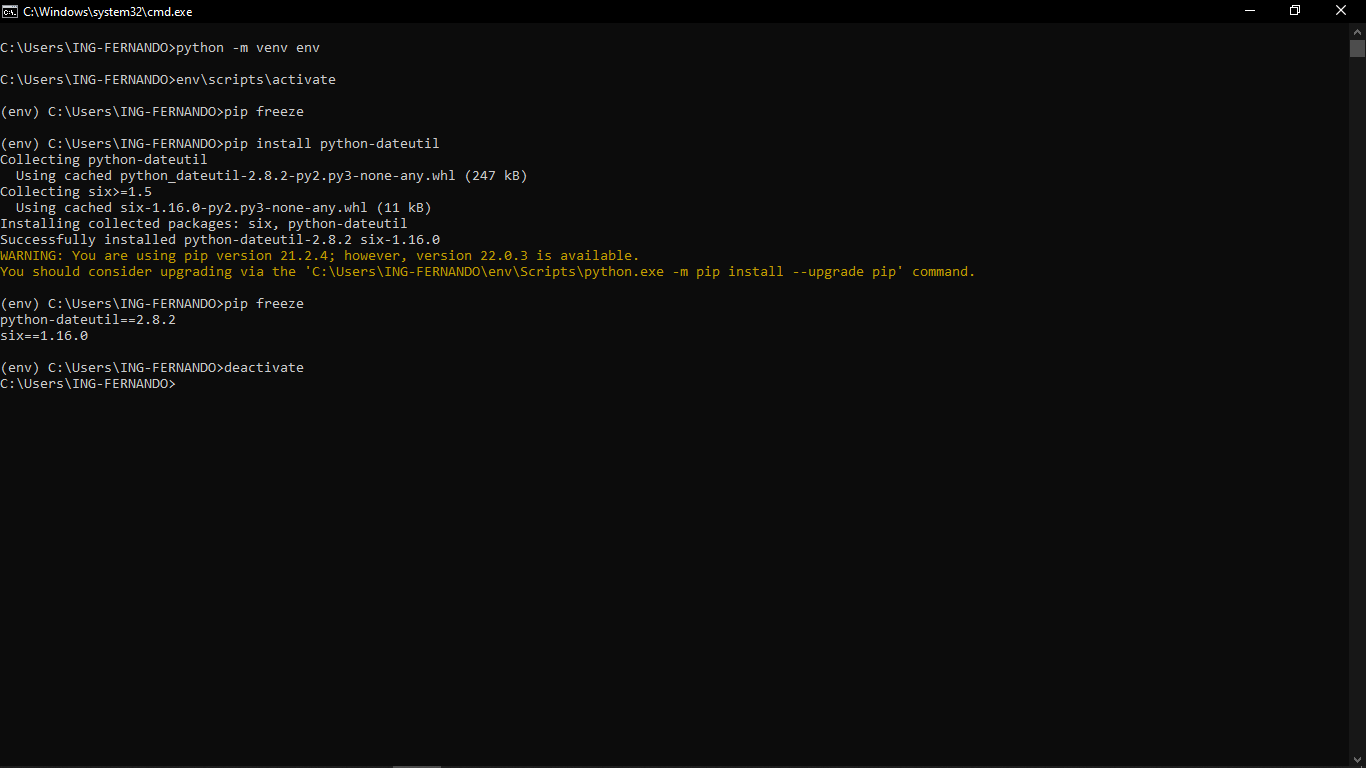 C:\Windows\system32\cmd.exe
C:\Users\ING-FERNANDO>python -m venv env
C:\Users\ING-FERNANDO>env\scripts\activate
(env) C:\Users\ING-FERNANDO>pip freeze
(env) C:\Users\ING-FERNANDO>pip install python-dateutil
Collecting python-dateutil
  Using cached python_dateutil-2.8.2-py2.py3-none-any.whl (247 kB)
Collecting six>=1.5
  Using cached six-1.16.0-py2.py3-none-any.whl (11 kB)
Installing collected packages: six, python-dateutil
Successfully installed python-dateutil-2.8.2 six-1.16.0
WARNING: You are using pip version 21.2.4; however, version 22.0.3 is available.
You should consider upgrading via the 'C:\Users\ING-FERNANDO\env\Scripts\python.exe -m pip install --upgrade pip' command.
(env) C:\Users\ING-FERNANDO>pip freeze
python-dateutil==2.8.2
six==1.16.0
(env) C:\Users\ING-FERNANDO>deactivate
C:\Users\ING-FERNANDO>